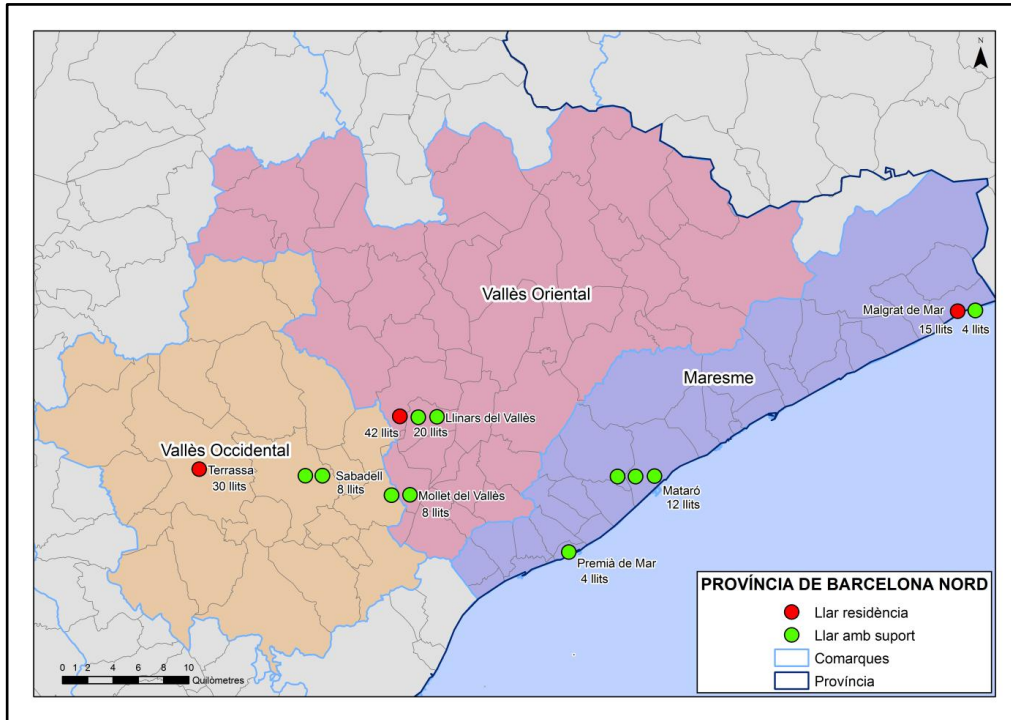 N
Vallès Oriental
Malgrat de Mar
15 llits 4 llits
Maresme
Llinars del Vallès
42 llits 20 llits
Vallès Occidental
Terrassa
30 llits
Sabadell
8 llits
Mollet del Vallès
8 llits
Mataró
12 llits
Premià de Mar
4 llits
PROVÍNCIA DE BARCELONA NORD
Llar residència
Llar amb suport
Comarques
Província
0 1 2 4 6 8 10
Quilòmetres